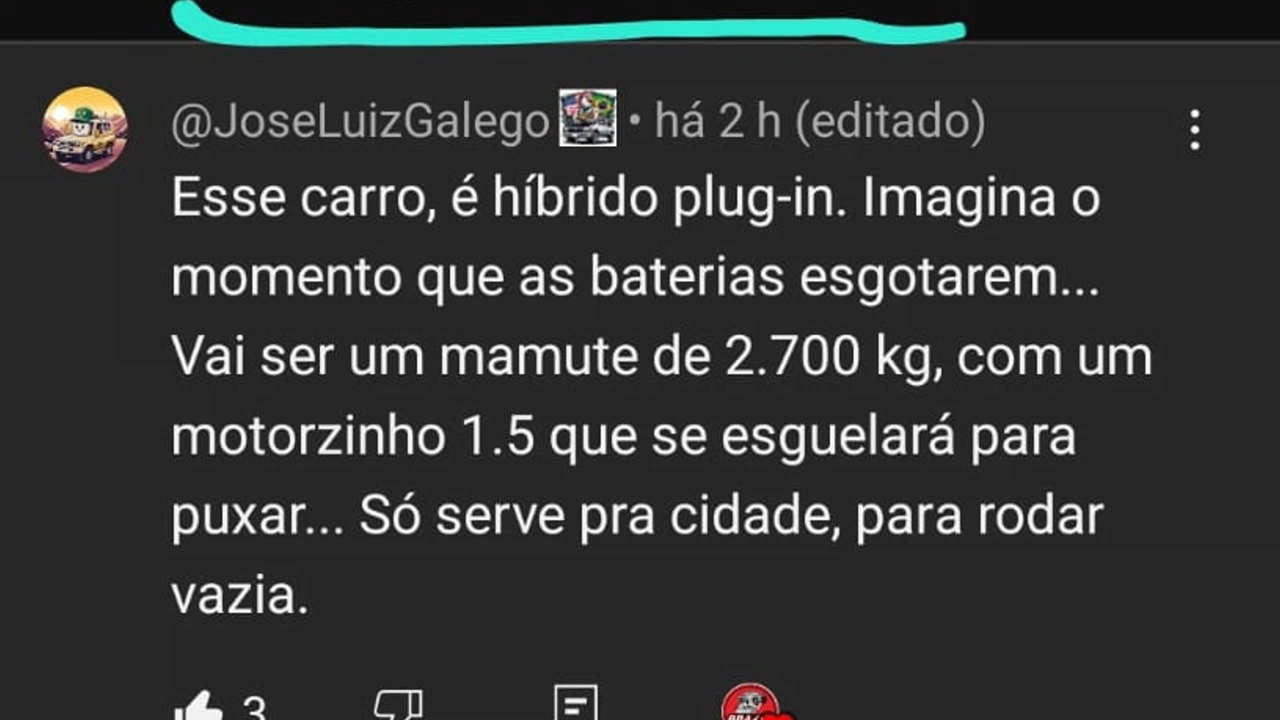 @JoseLuizGalego • há 2 h (editado)
Esse carro, é híbrido plug-in. Imagina o
momento que as baterias esgotarem...
Vai ser um mamute de 2.700 kg, com um
motorzinho 1.5 que se esguelará para
puxar... Só serve pra cidade, para rodar
vazia.
3